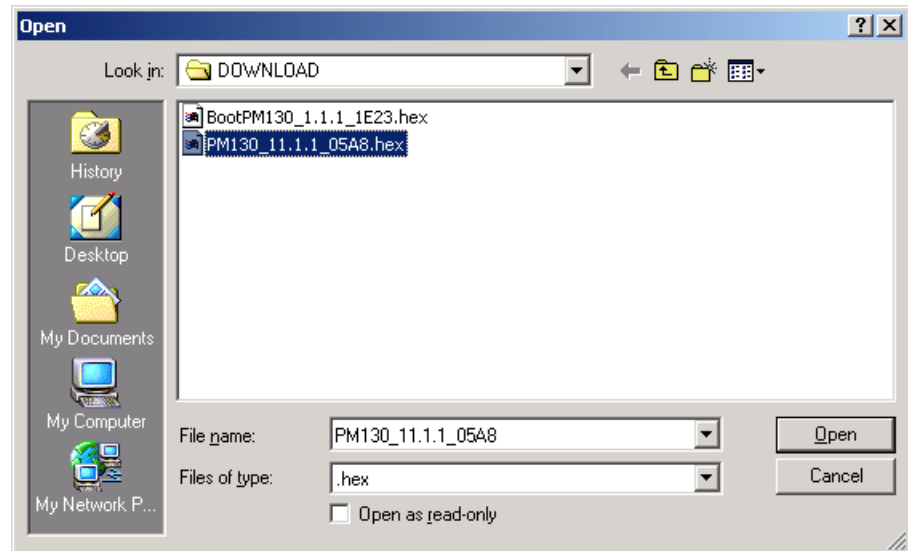 Open
Look in: DOWNLOAD
BootPM130_1.1.1_1E23.hex
PM130_11.1.1_05A8.hex
History
Desktop
My Documents
My Computer
My Network P...
File name: PM130_11.1.1_05A8 Open
Files of type: .hex Cancel
Open as read-only